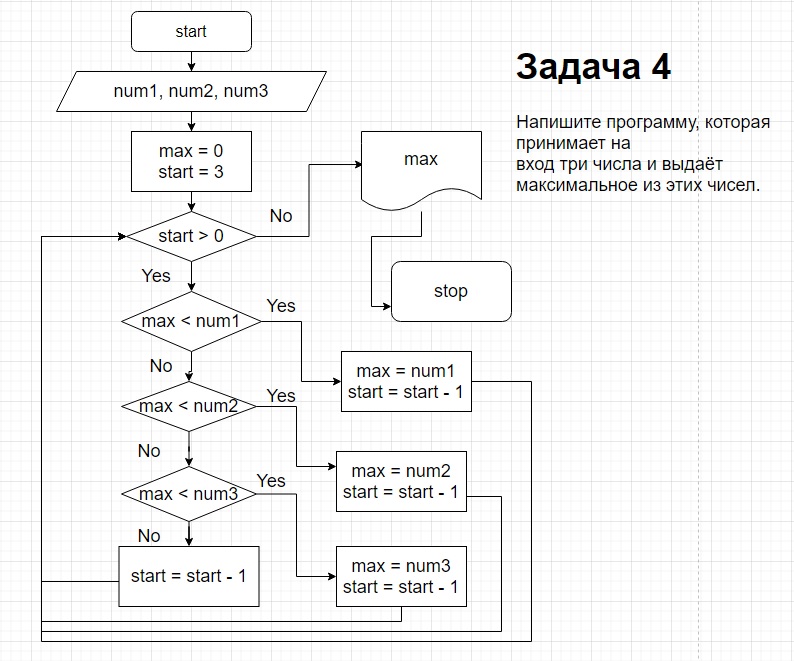 start
Задача 4
num1, num2, num3
Напишите программу, которая
принимает на
вход три числа и выдаёт
максимальное из этих чисел.
max = 0
start = 3
max
No
start > 0
Yes
stop
max < num1
Yes
No
max = num1
start = start - 1
max < num2
Yes
No
max = num2
start = start - 1
max < num3
Yes
No
start = start - 1
max = num3
start = start - 1